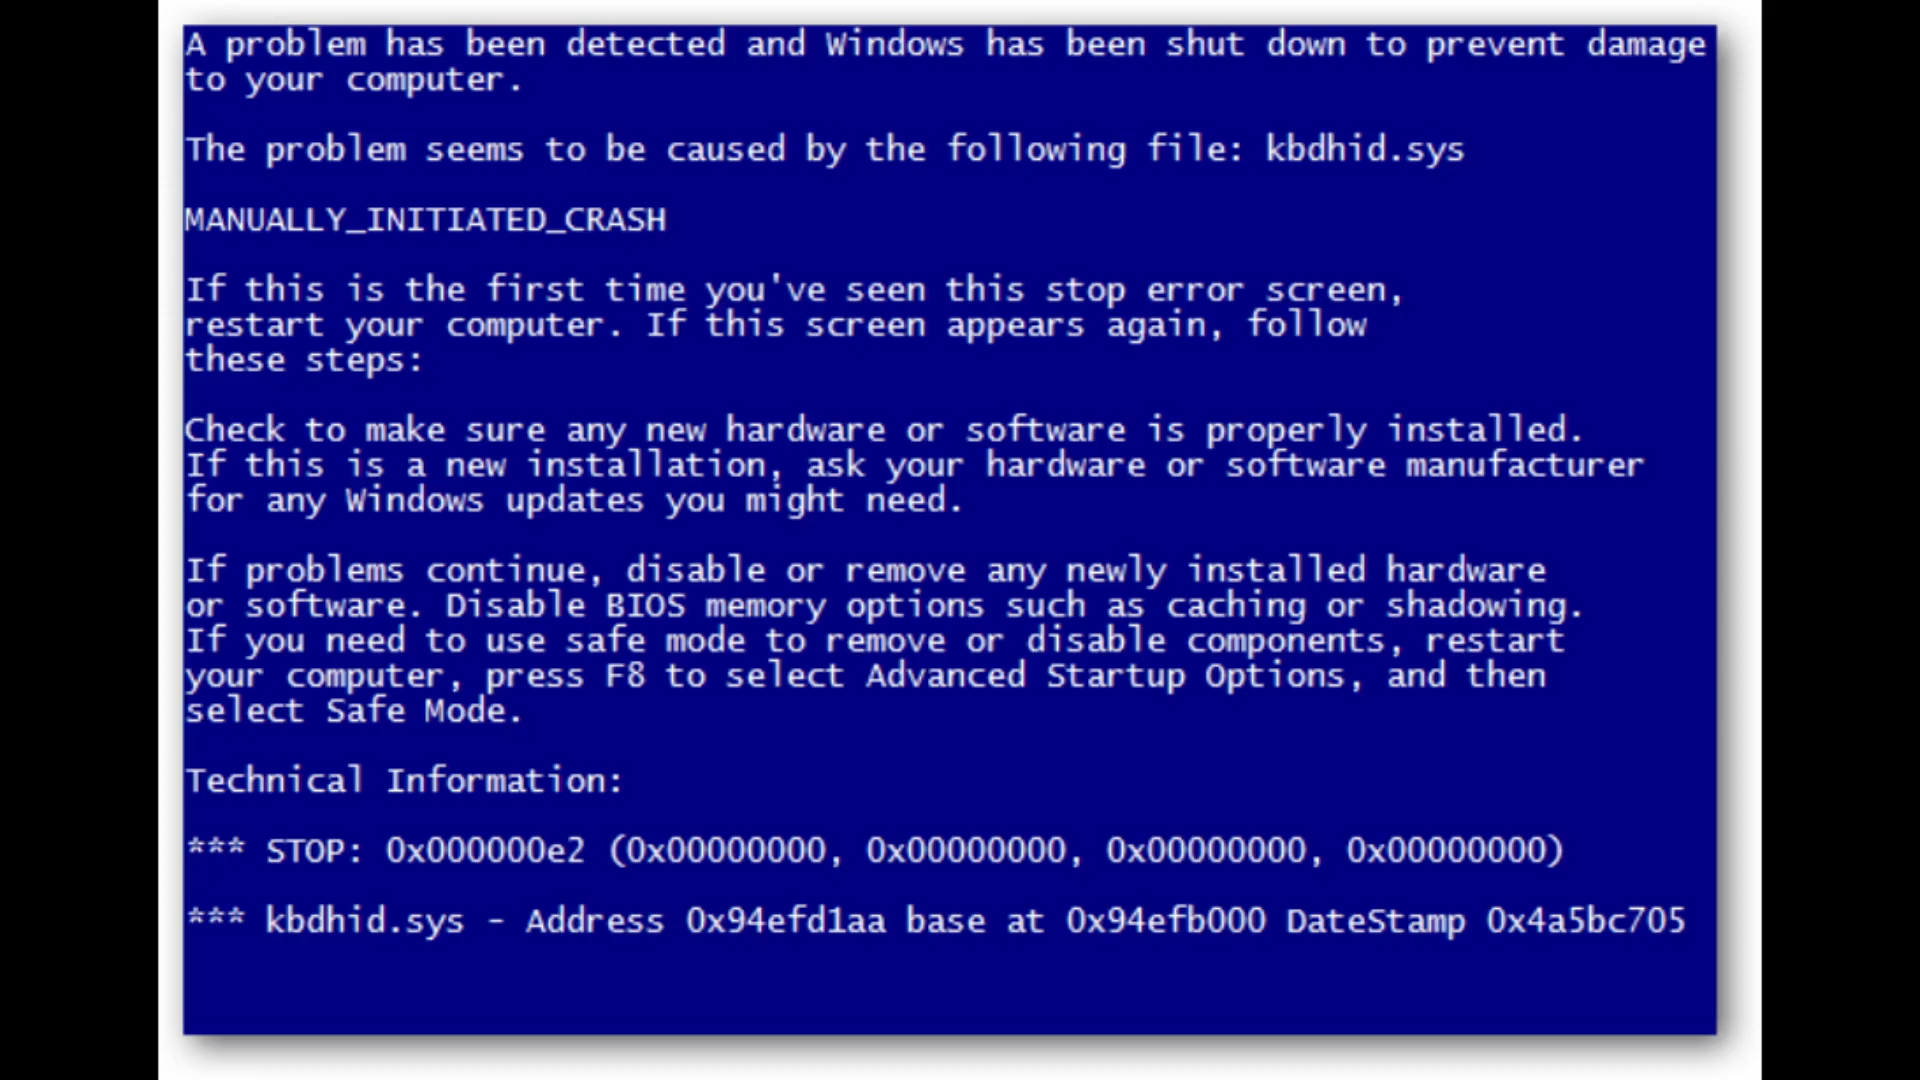 A problem has been detected and Windows has been shut down to prevent damage
to your computer.
The problem seems to be caused by the following file: kbdhid.sys
MANUALLY_INITIATED_CRASH
If this is the first time you've seen this stop error screen,
restart your computer. If this screen appears again, follow
these steps:
Check to make sure any new hardware or software is properly installed.
If this is a new installation, ask your hardware or software manufacturer
for any Windows updates you might need.
If problems continue, disable or remove any newly installed hardware
or software. Disable BIOS memory options such as caching or shadowing.
If you need to use safe mode to remove or disable components, restart
your computer, press F8 to select Advanced Startup Options, and then
select Safe Mode.
Technical Information:
*** STOP: 0x000000e2 (0x00000000, 0x00000000, 0x00000000, 0x00000000)
*** kbdhid.sys - Address 0x94efd1aa base at 0x94efb000 DateStamp 0x4a5bc705